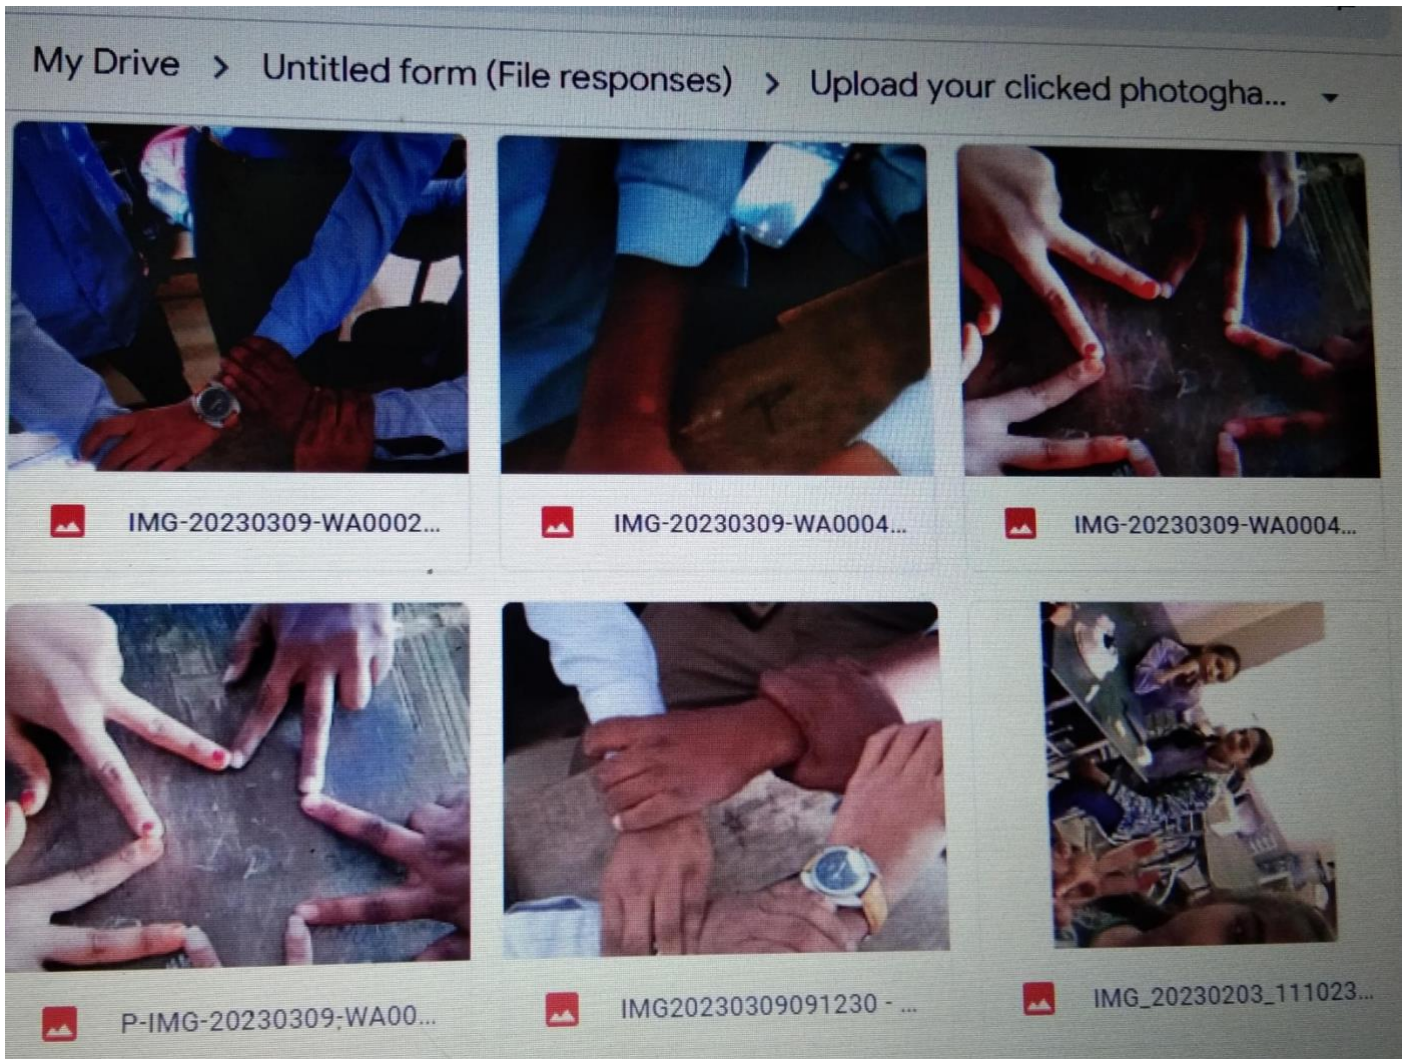 My Drive > Untitled form (File responses) > Upload your clicked photogha...
IMG-20230309-WA0002...
IMG-20230309-WA0004...
IMG-20230309-WA0004...
P-IMG-20230309-WA00...
IMG20230309091230 - ...
IMG_20230203_111023...